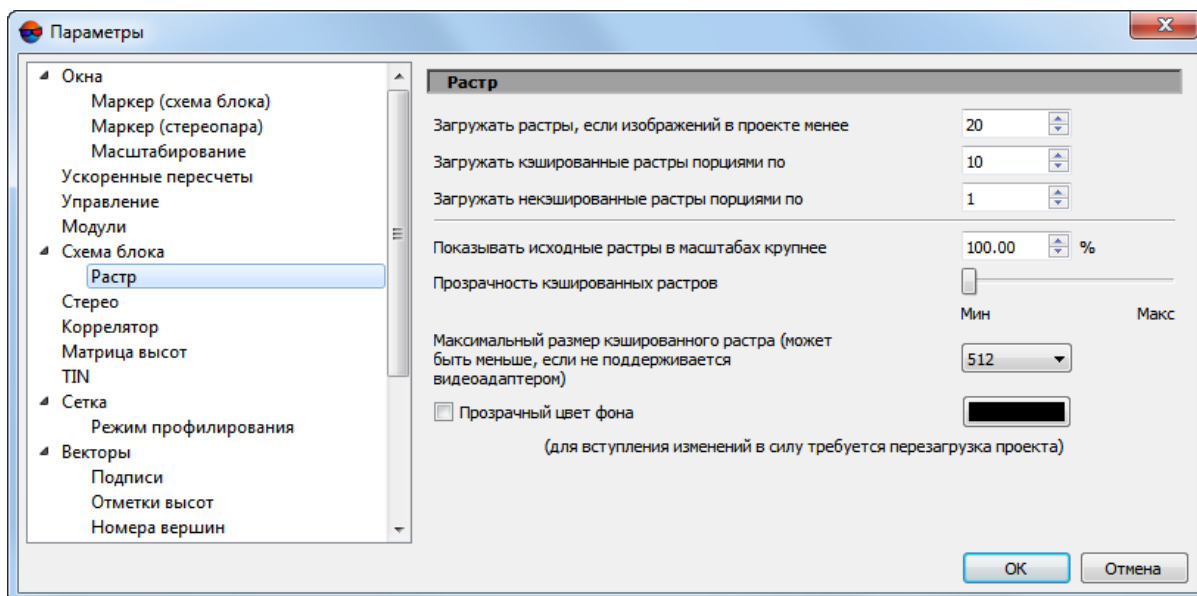 Параметры
Окна
Маркер (схема блока)
Маркер (стереопара)
Масштабирование
Ускоренные пересчеты
Управление
Модули
Схема блока
Растр
Стерео
Коррелятор
Матрица высот
TIN
Сетка
Режим профилирования
Векторы
Подписи
Отметки высот
Номера вершин
Растр
Загружать растры, если изображений в проекте менее 20
Загружать кэшированные растры порциями по 10
Загружать некэшированные растры порциями по 1
Показывать исходные растры в масштабах крупнее 100.00 %
Прозрачность кэшированных растров
Мин Макс
Максимальный размер кэшированного растра (может
быть меньше, если не поддерживается
видеоадаптером)
512
Прозрачный цвет фона
(для вступления изменений в силу требуется перезагрузка проекта)
OK Отмена